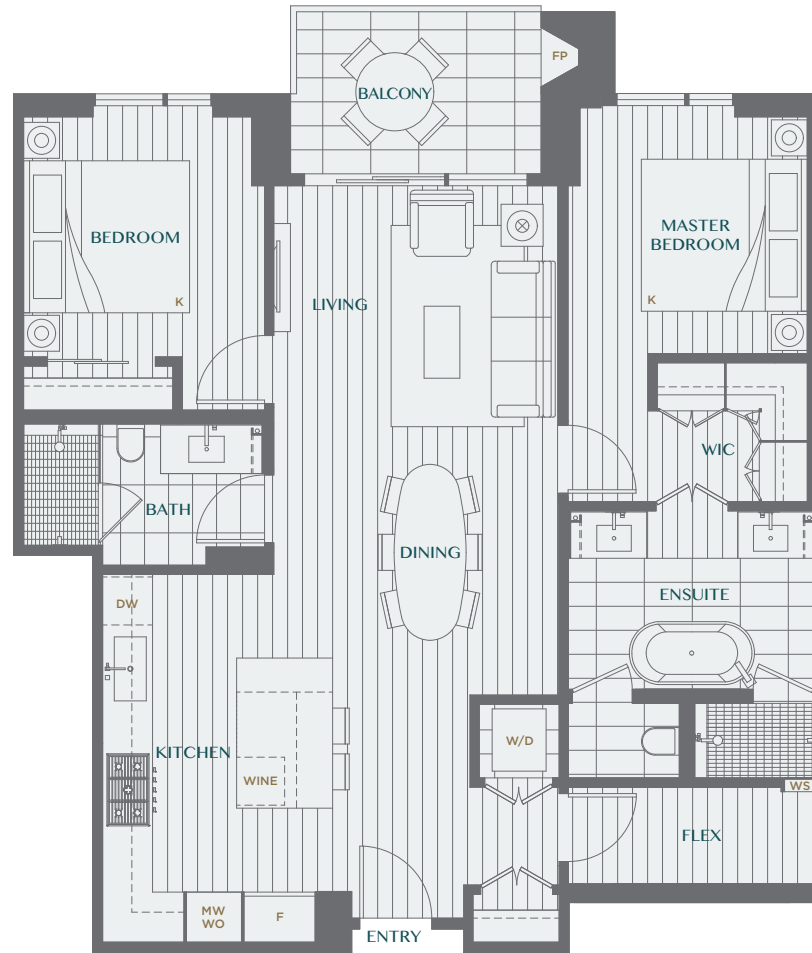 FP
BALCONY
BEDROOM
MASTER
BEDROOM
K
K
LIVING
WIC
BATH
DINING
ENSUITE
DW
KITCHEN
W/D
WINE
WS
FLEX
MW
WO
F
ENTRY